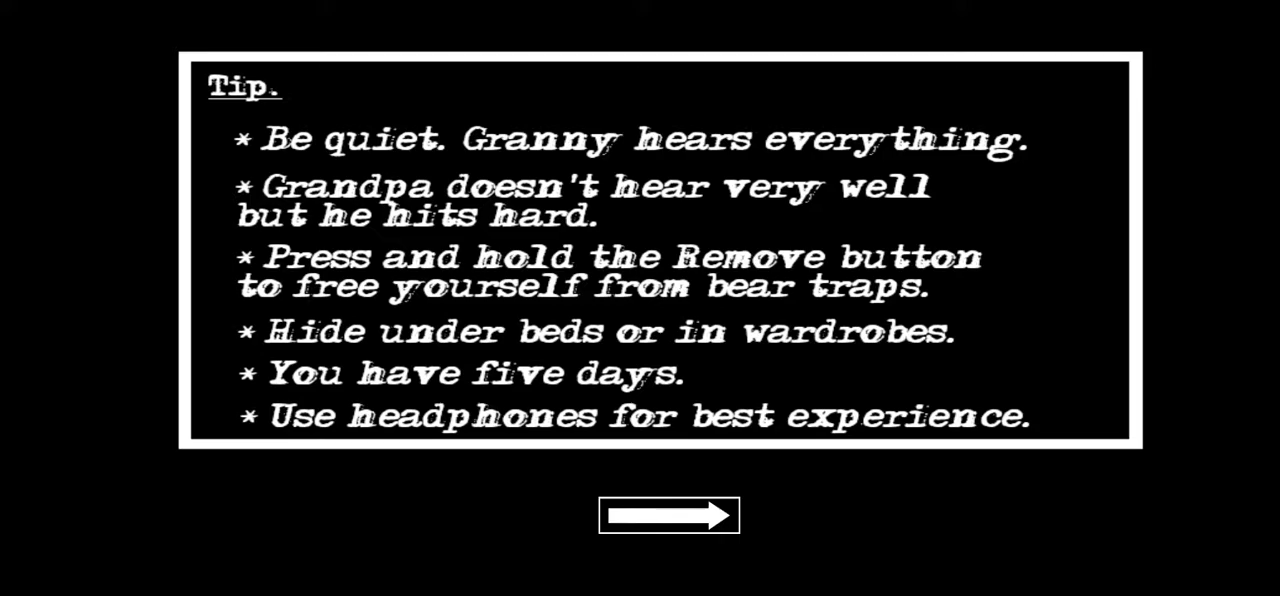 Tip.
* Be quiet. Granny hears everything.
* Grandpa doesn't hear very well
but he hits hard.
* Press and hold the Remove button
to free yourself from bear traps.
* Hide under beds or in wardrobes.
* You have five days.
* Use headphones for best experience.